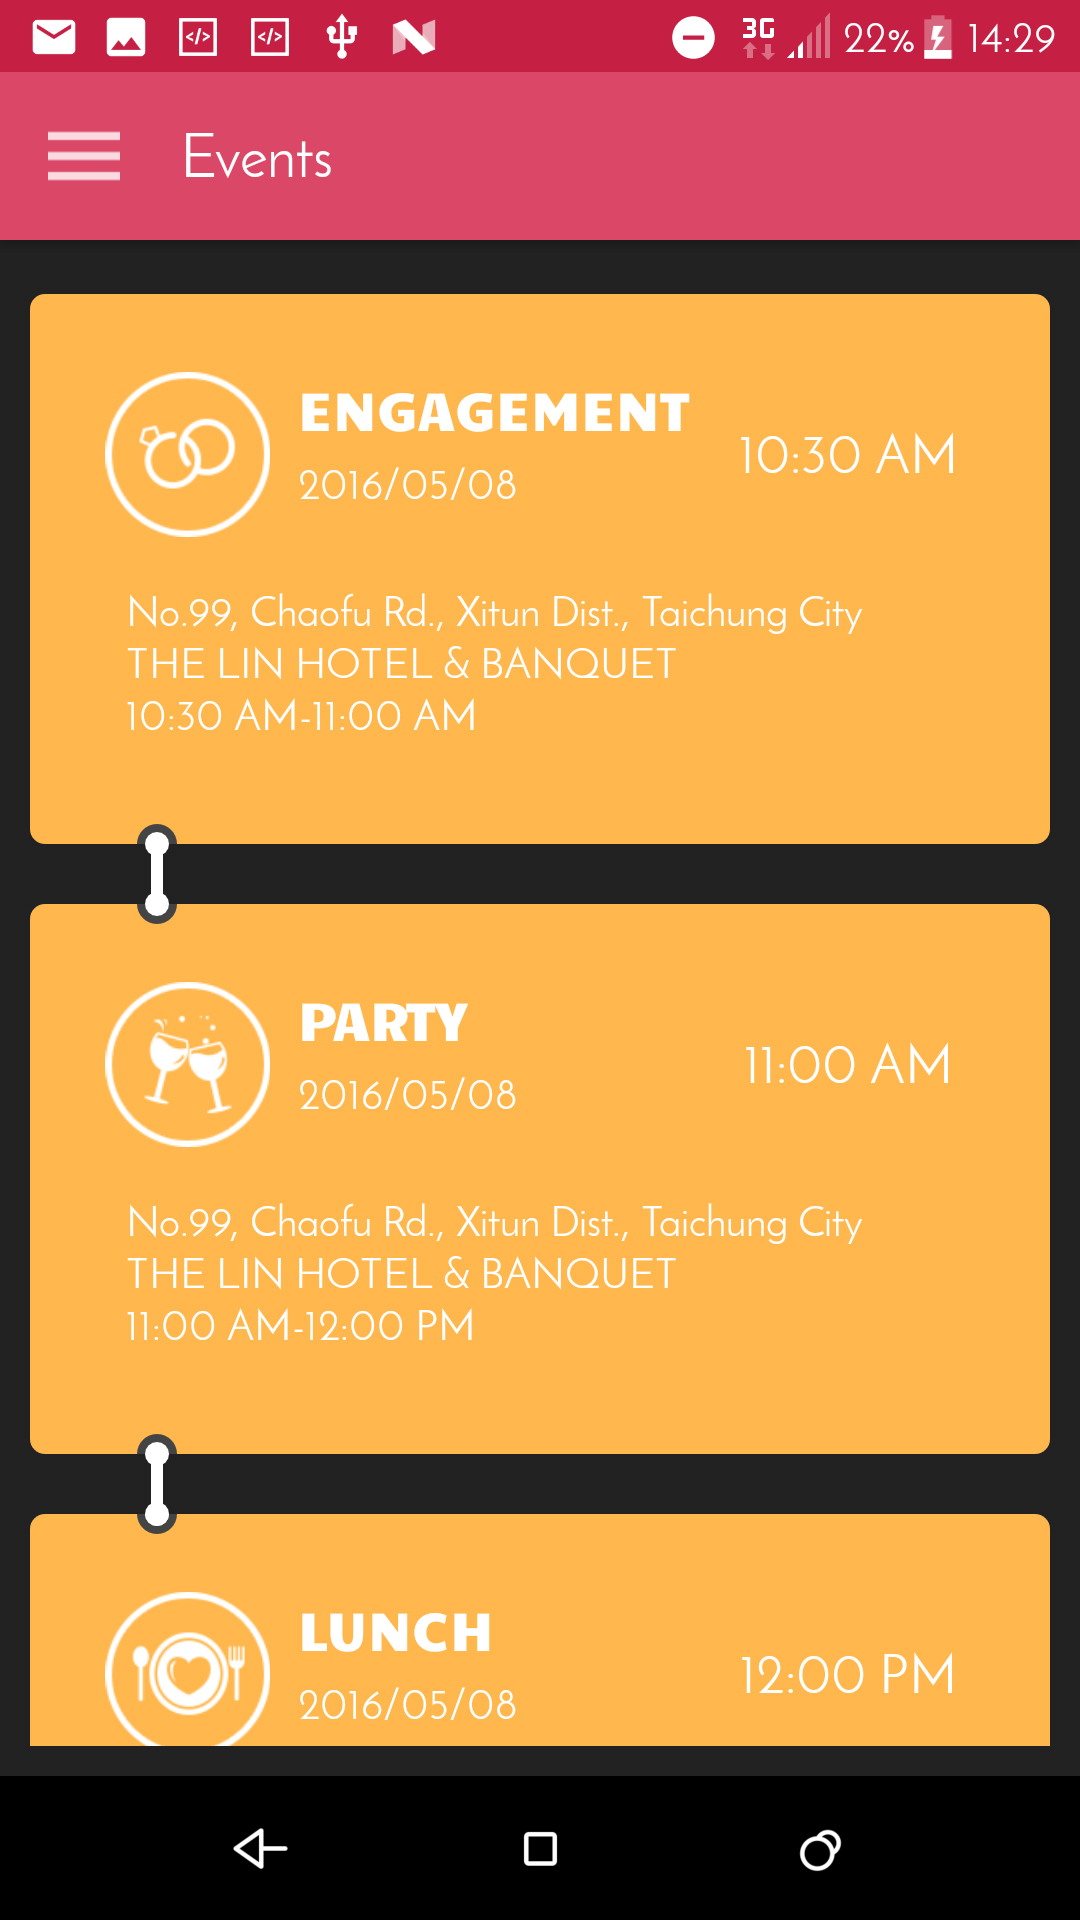 3G 22% 14:29
Events
ENGAGEMENT
2016/05/08
10:30 AM
No.99, Chaofu Rd., Xitun Dist., Taichung City
THE LIN HOTEL & BANQUET
10:30 AM-11:00 AM
PARTY
2016/05/08
11:00 AM
No.99, Chaofu Rd., Xitun Dist., Taichung City
THE LIN HOTEL & BANQUET
11:00 AM-12:00 PM
LUNCH
2016/05/08
12:00 PM